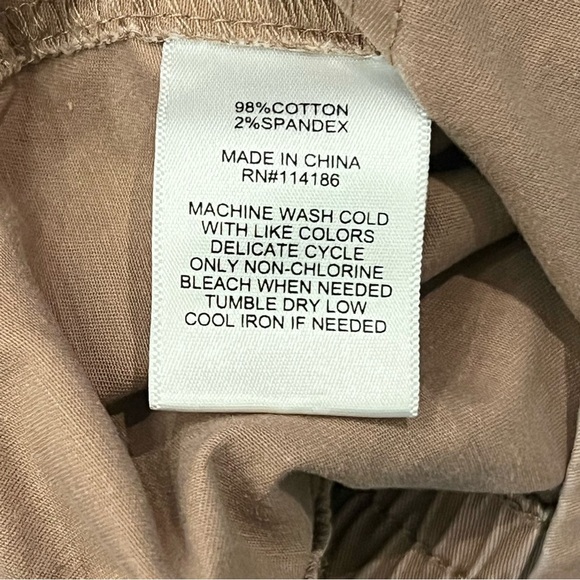 98%COTTON
2%SPANDEX
MADE IN CHINA
RN#114186
MACHINE WASH COLD
WITH LIKE COLORS
DELICATE CYCLE
ONLY NON-CHLORINE
BLEACH WHEN NEEDED
TUMBLE DRY LOW
COOL IRON IF NEEDED